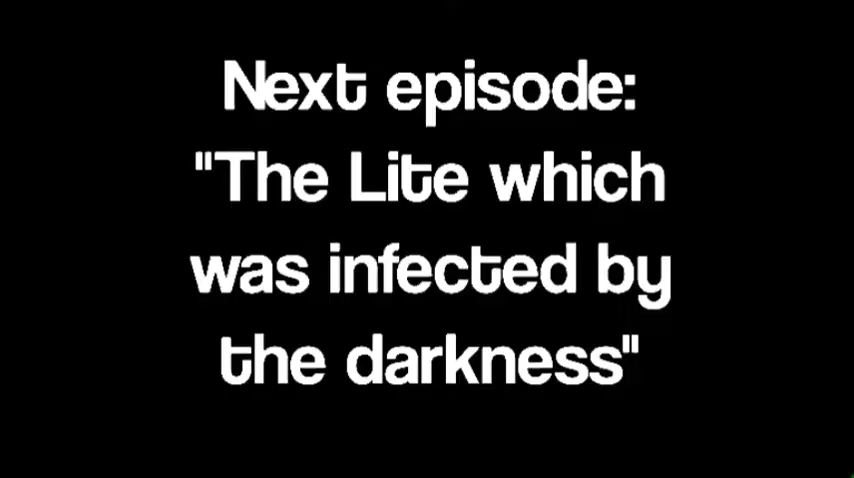 Next episode:
"The Lite which
was infected by
the darkness"